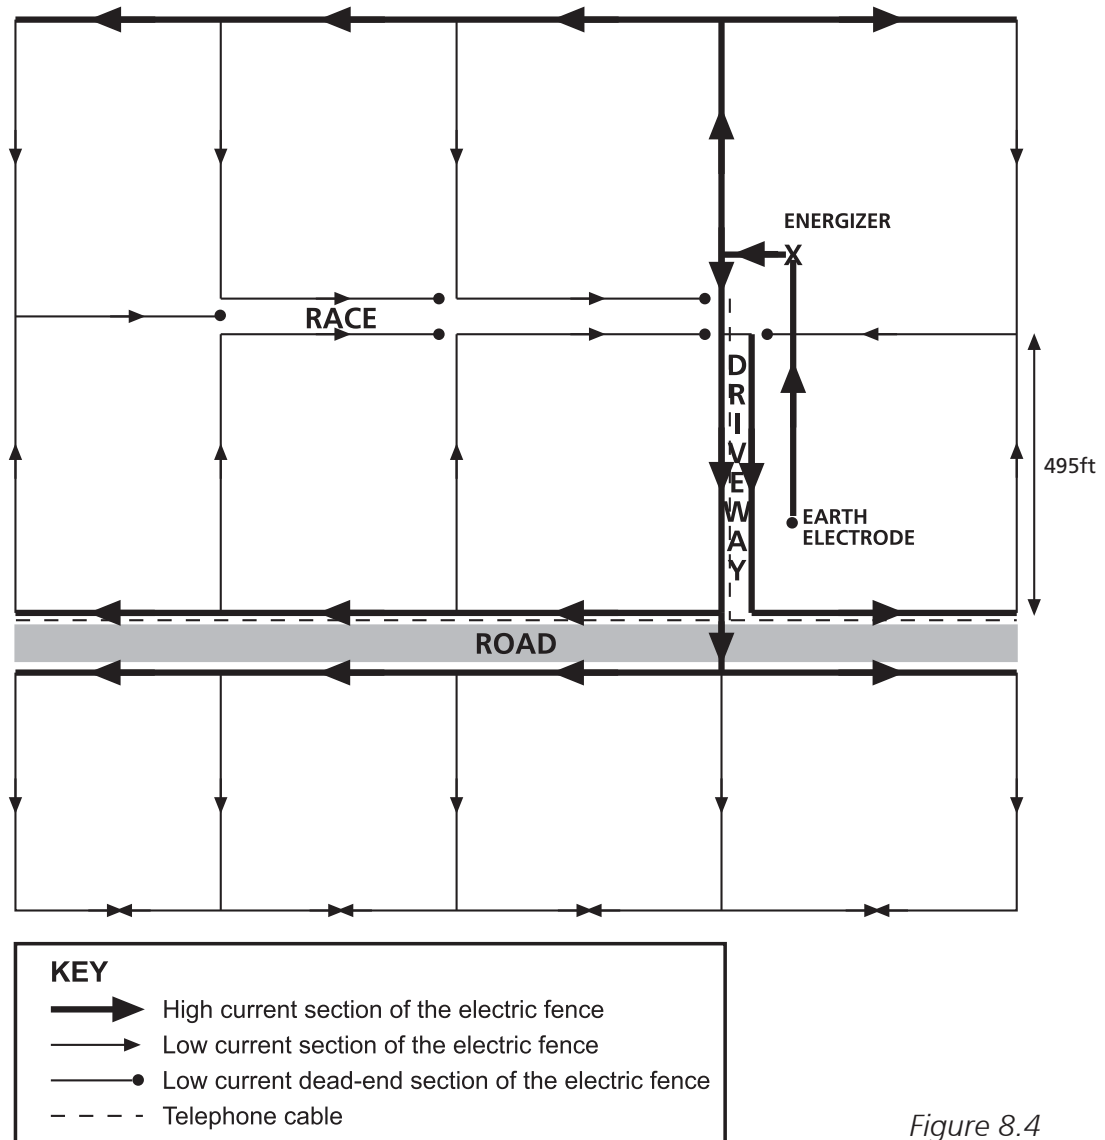 ENERGIZER
X
RACE
DRIVEWAY
495ft
EARTH
ELECTRODE
ROAD
KEY
High current section of the electric fence
Low current section of the electric fence
Low current dead-end section of the electric fence
Telephone cable
Figure 8.4